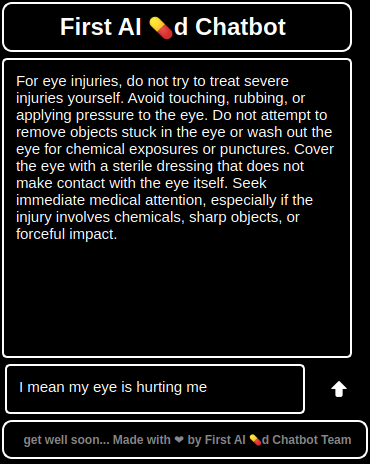 First AI 💊d Chatbot
For eye injuries, do not try to treat severe
injuries yourself. Avoid touching, rubbing, or
applying pressure to the eye. Do not attempt to
remove objects stuck in the eye or wash out the
eye for chemical exposures or punctures. Cover
the eye with a sterile dressing that does not
make contact with the eye itself. Seek
immediate medical attention, especially if the
injury involves chemicals, sharp objects, or
forceful impact.
I mean my eye is hurting me
get well soon... Made with ❤ by First AI 💊d Chatbot Team